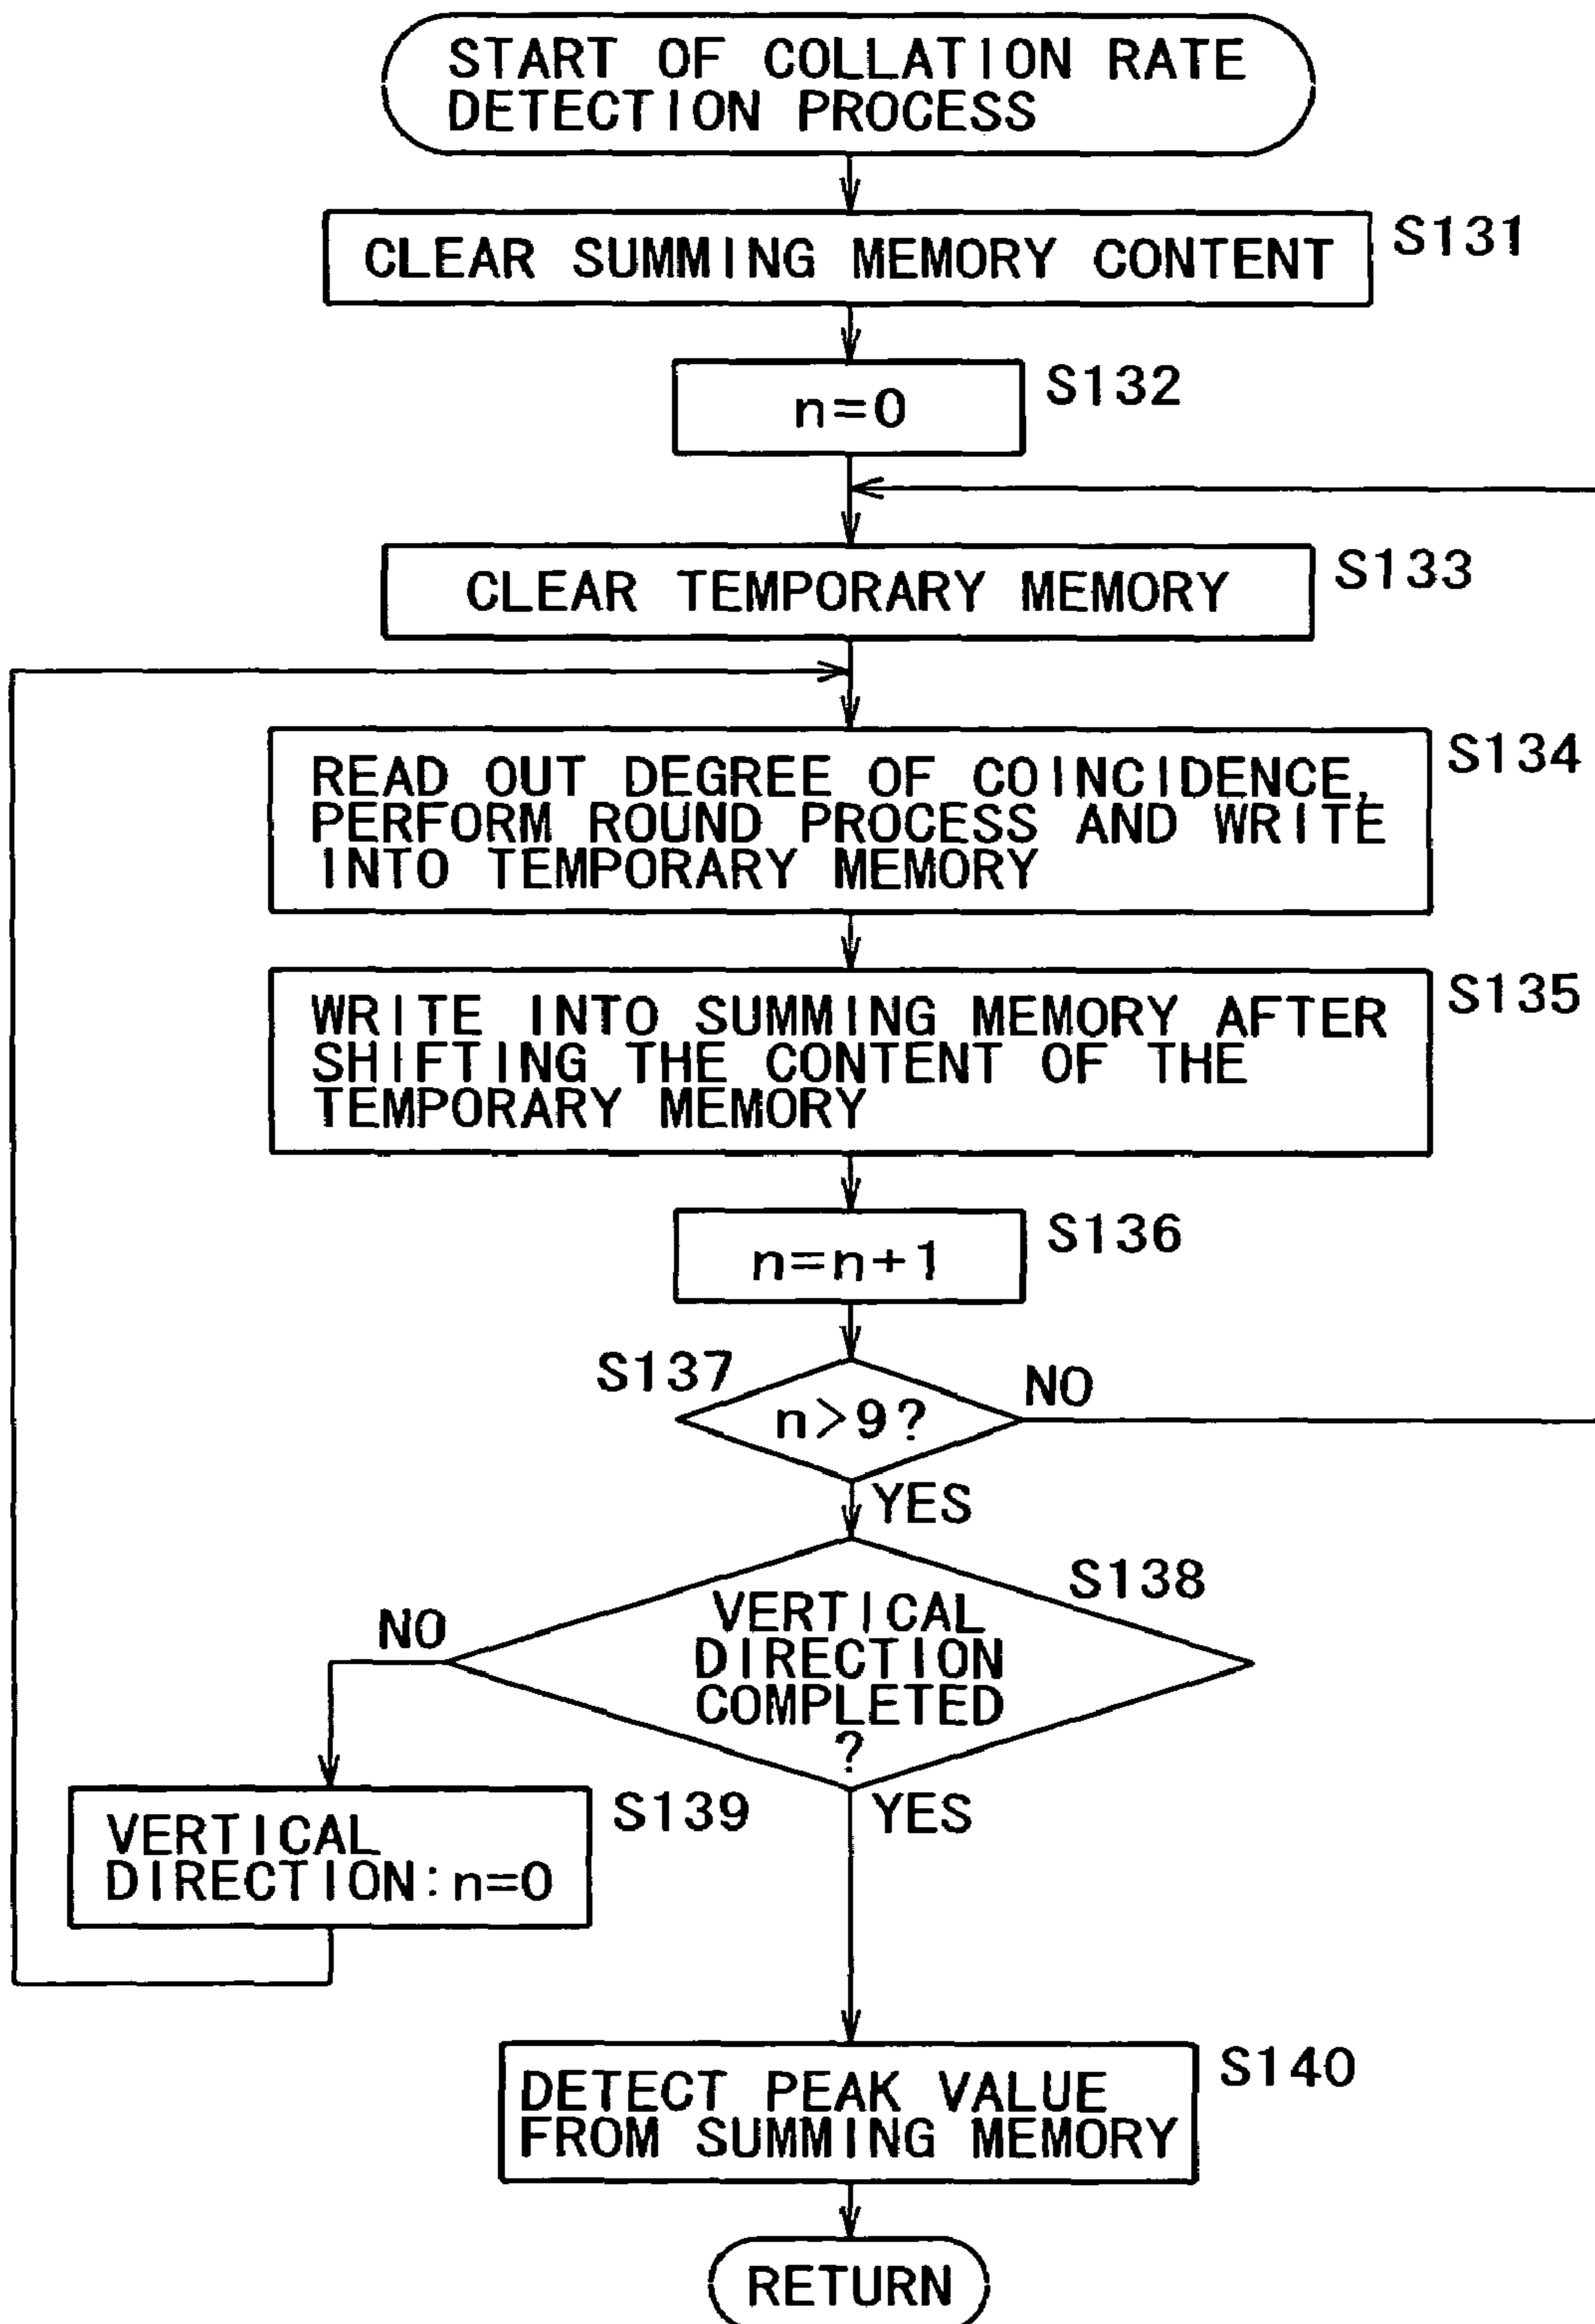 START OF COLLATION RATE
DETECTION PROCESS
CLEAR SUMMING MEMORY CONTENT
S131
n=0
S132
CLEAR TEMPORARY MEMORY
S133
READ OUT DEGREE OF COINCIDENCE,
PERFORM ROUND PROCESS AND WRITE
INTO TEMPORARY MEMORY
S134
WRITE INTO SUMMING MEMORY AFTER
SHIFTING THE CONTENT OF THE
TEMPORARY MEMORY
S135
n=n+1
S136
S137
n>9?
NO
YES
S138
VERTICAL
DIRECTION
COMPLETED
?
NO
YES
VERTICAL
DIRECTION:n=0
S139
DETECT PEAK VALUE
FROM SUMMING MEMORY
S140
RETURN